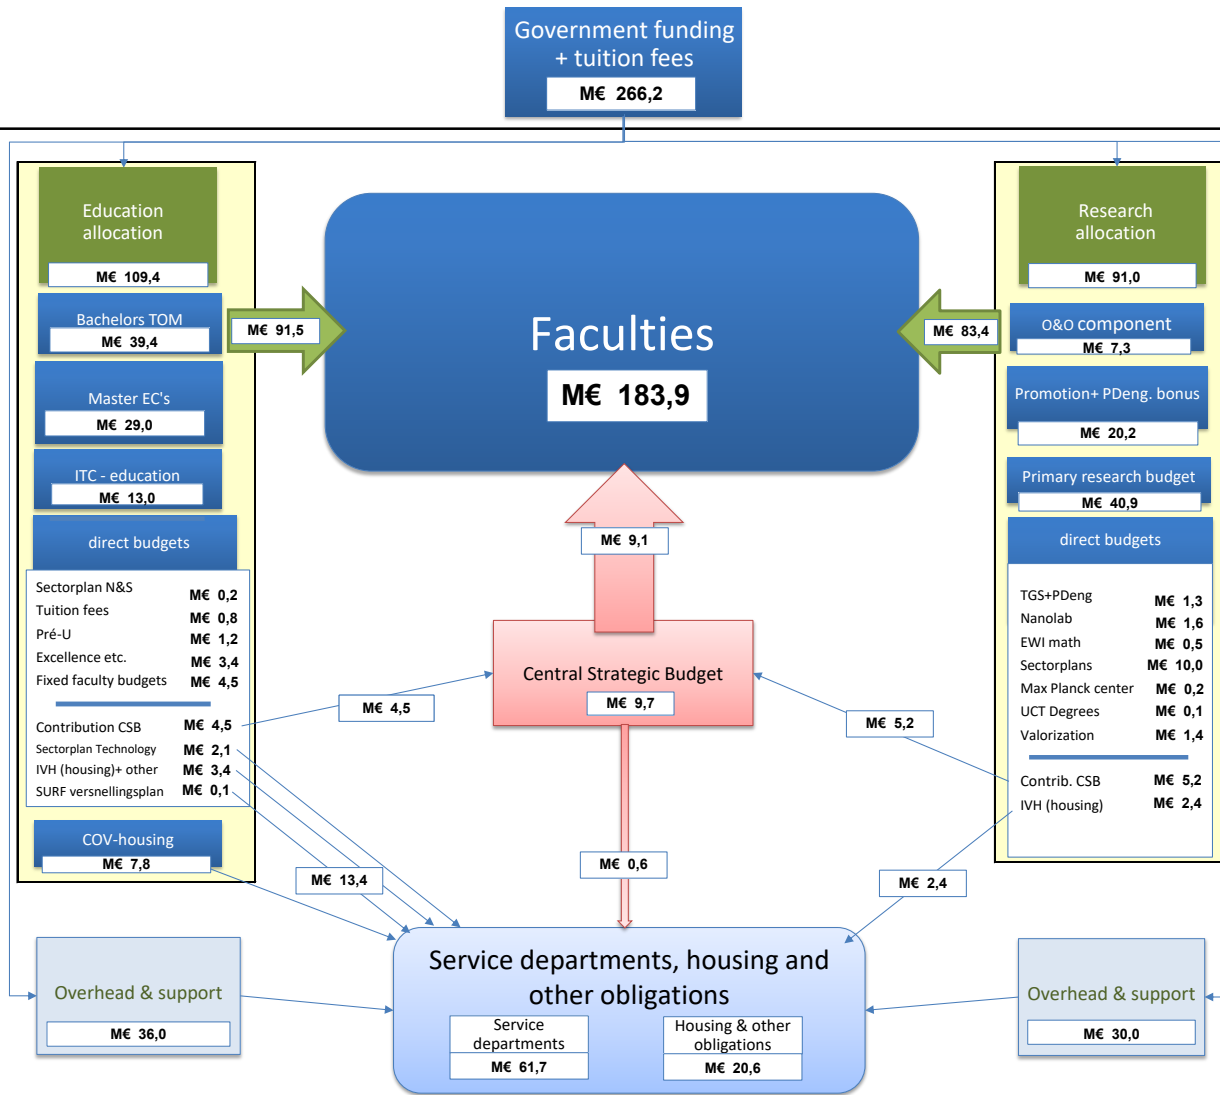 Government funding
+ tuition fees
M€ 266,2
Education
allocation
M€ 109,4
Bachelors TOM
M€ 39,4
Master EC's
M€ 29,0
ITC - education
M€ 13,0
direct budgets
Sectorplan N&S M€ 0,2
Tuition fees M€ 0,8
Pré-U M€ 1,2
Excellence etc. M€ 3,4
Fixed faculty budgets M€ 4,5
Contribution CSB M€ 4,5
Sectorplan Technology M€ 2,1
IVH (housing)+ other M€ 3,4
SURF versnellingsplan M€ 0,1
COV-housing
M€ 7,8
Overhead & support
M€ 36,0
M€ 91,5
Faculties
M€ 183,9
M€ 83,4
M€ 9,1
Central Strategic Budget
M€ 9,7
M€ 4,5
M€ 5,2
M€ 0,6
M€ 13,4
M€ 2,4
Service departments, housing and
other obligations
Service
departments
M€ 61,7
Housing & other
obligations
M€ 20,6
Research
allocation
M€ 91,0
O&O component
M€ 7,3
Promotion+ PDeng. bonus
M€ 20,2
Primary research budget
M€ 40,9
direct budgets
TGS+PDeng M€ 1,3
Nanolab M€ 1,6
EWI math M€ 0,5
Sectorplans M€ 10,0
Max Planck center M€ 0,2
UCT Degrees M€ 0,1
Valorization M€ 1,4
Contrib. CSB M€ 5,2
IVH (housing) M€ 2,4
Overhead & support
M€ 30,0